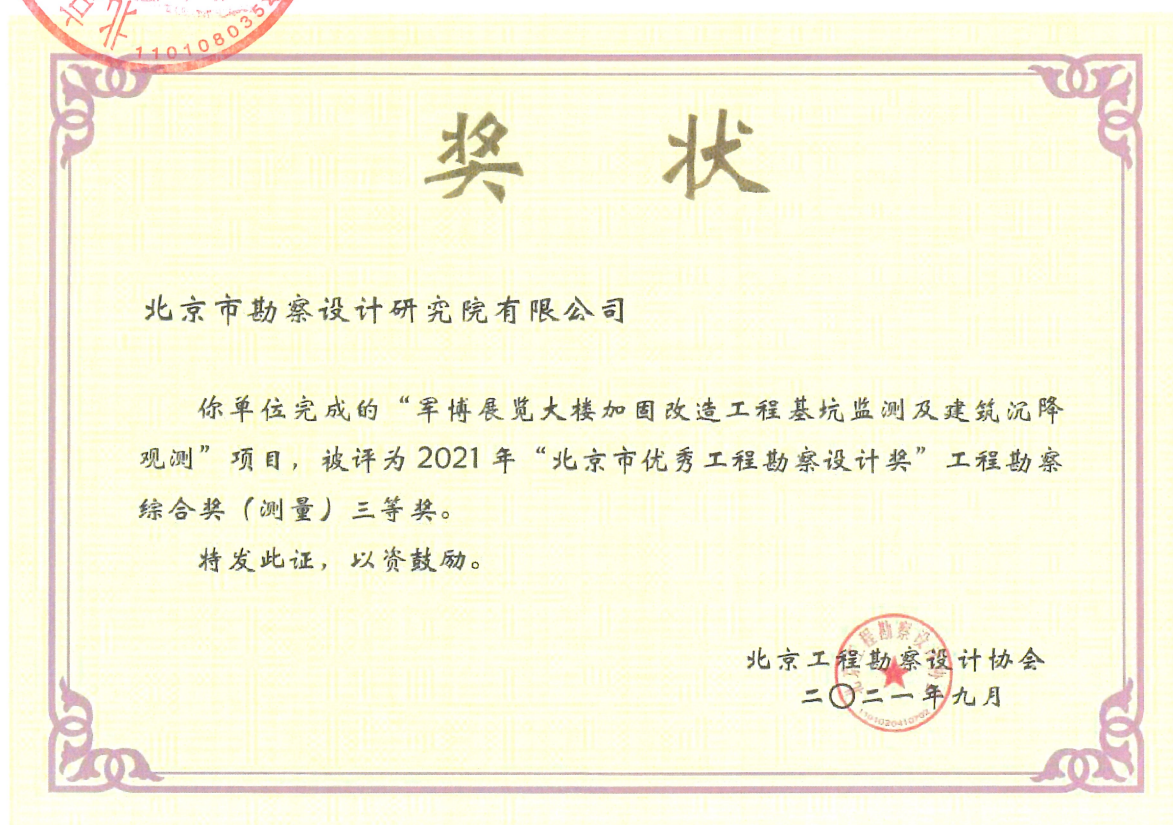 1101080354
奖 状
北京市勘察设计研究院有限公司
你单位完成的“军博展览大楼加固改造工程基坑监测及建筑沉降
观测”项目，被评为 2021 年“北京市优秀工程勘察设计奖”工程勘察
综合奖（测量）三等奖。
特发此证，以资鼓励。
北京工程勘察设计协会
二〇二一年九月